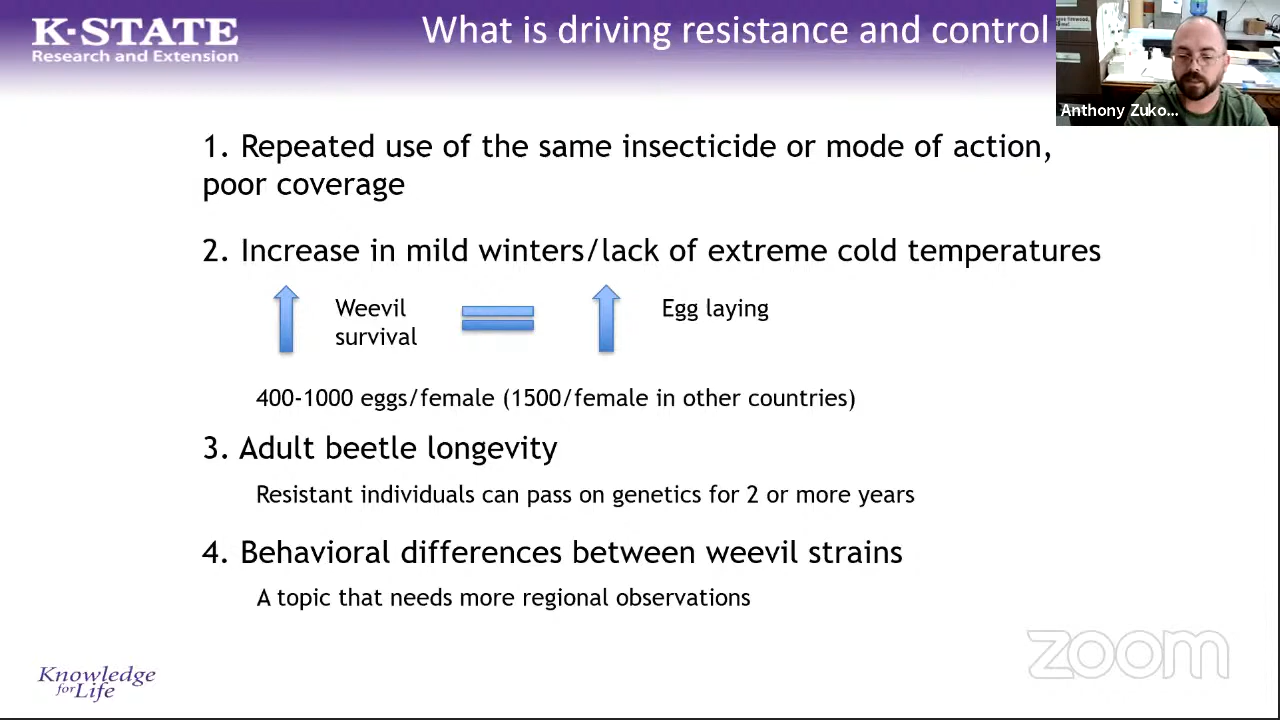 K-STATE
Research and Extension
What is driving resistance and control
Anthony Zuko...
1. Repeated use of the same insecticide or mode of action,
poor coverage
2. Increase in mild winters/lack of extreme cold temperatures
Weevil
survival
Egg laying
400-1000 eggs/female (1500/female in other countries)
3. Adult beetle longevity
Resistant individuals can pass on genetics for 2 or more years
4. Behavioral differences between weevil strains
A topic that needs more regional observations
zoom
Knowledge
for Life